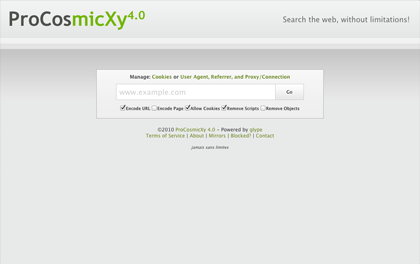 ProCosmicXy4.0
Search the web, without limitations!
Manage: Cookies or User Agent, Referrer, and Proxy/Connection
www.example.com
Go
Encode URL Encode Page Allow Cookies Remove Scripts Remove Objects
©2010 ProCosmicXy 4.0 - Powered by glype
Terms of Service | About | Mirrors | Blocked? | Contact
jamais sans limites